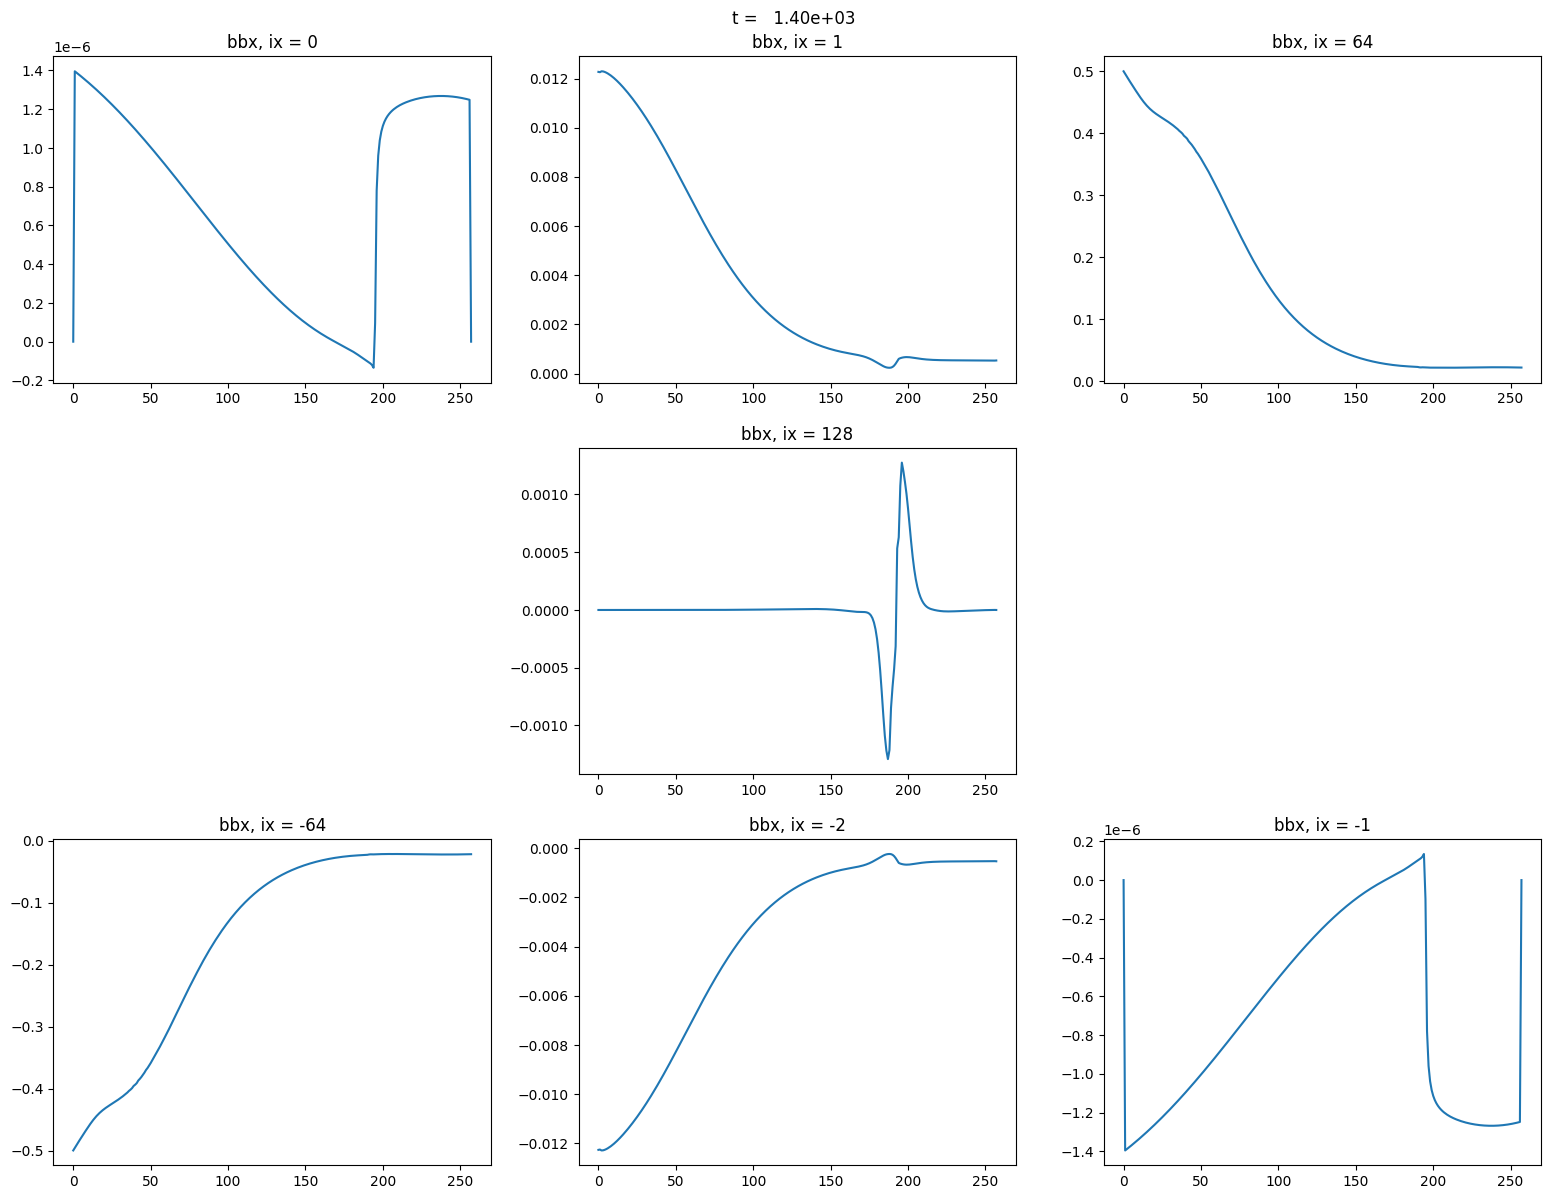 t =   1.40e+03
bbx, ix = 0
bbx, ix = 1
bbx, ix = 64
1e−6
1.4
1.2
1.0
0.8
0.6
0.4
0.2
0.0
−0.2
0 50 100 150 200 250
0.012
0.010
0.008
0.006
0.004
0.002
0.000
0 50 100 150 200 250
0.5
0.4
0.3
0.2
0.1
0.0
0 50 100 150 200 250
bbx, ix = 128
0.0010
0.0005
0.0000
−0.0005
−0.0010
0 50 100 150 200 250
bbx, ix = -64
bbx, ix = -2
bbx, ix = -1
0.0
−0.1
−0.2
−0.3
−0.4
−0.5
0 50 100 150 200 250
0.000
−0.002
−0.004
−0.006
−0.008
−0.010
−0.012
0 50 100 150 200 250
1e−6
0.2
0.0
−0.2
−0.4
−0.6
−0.8
−1.0
−1.2
−1.4
0 50 100 150 200 250